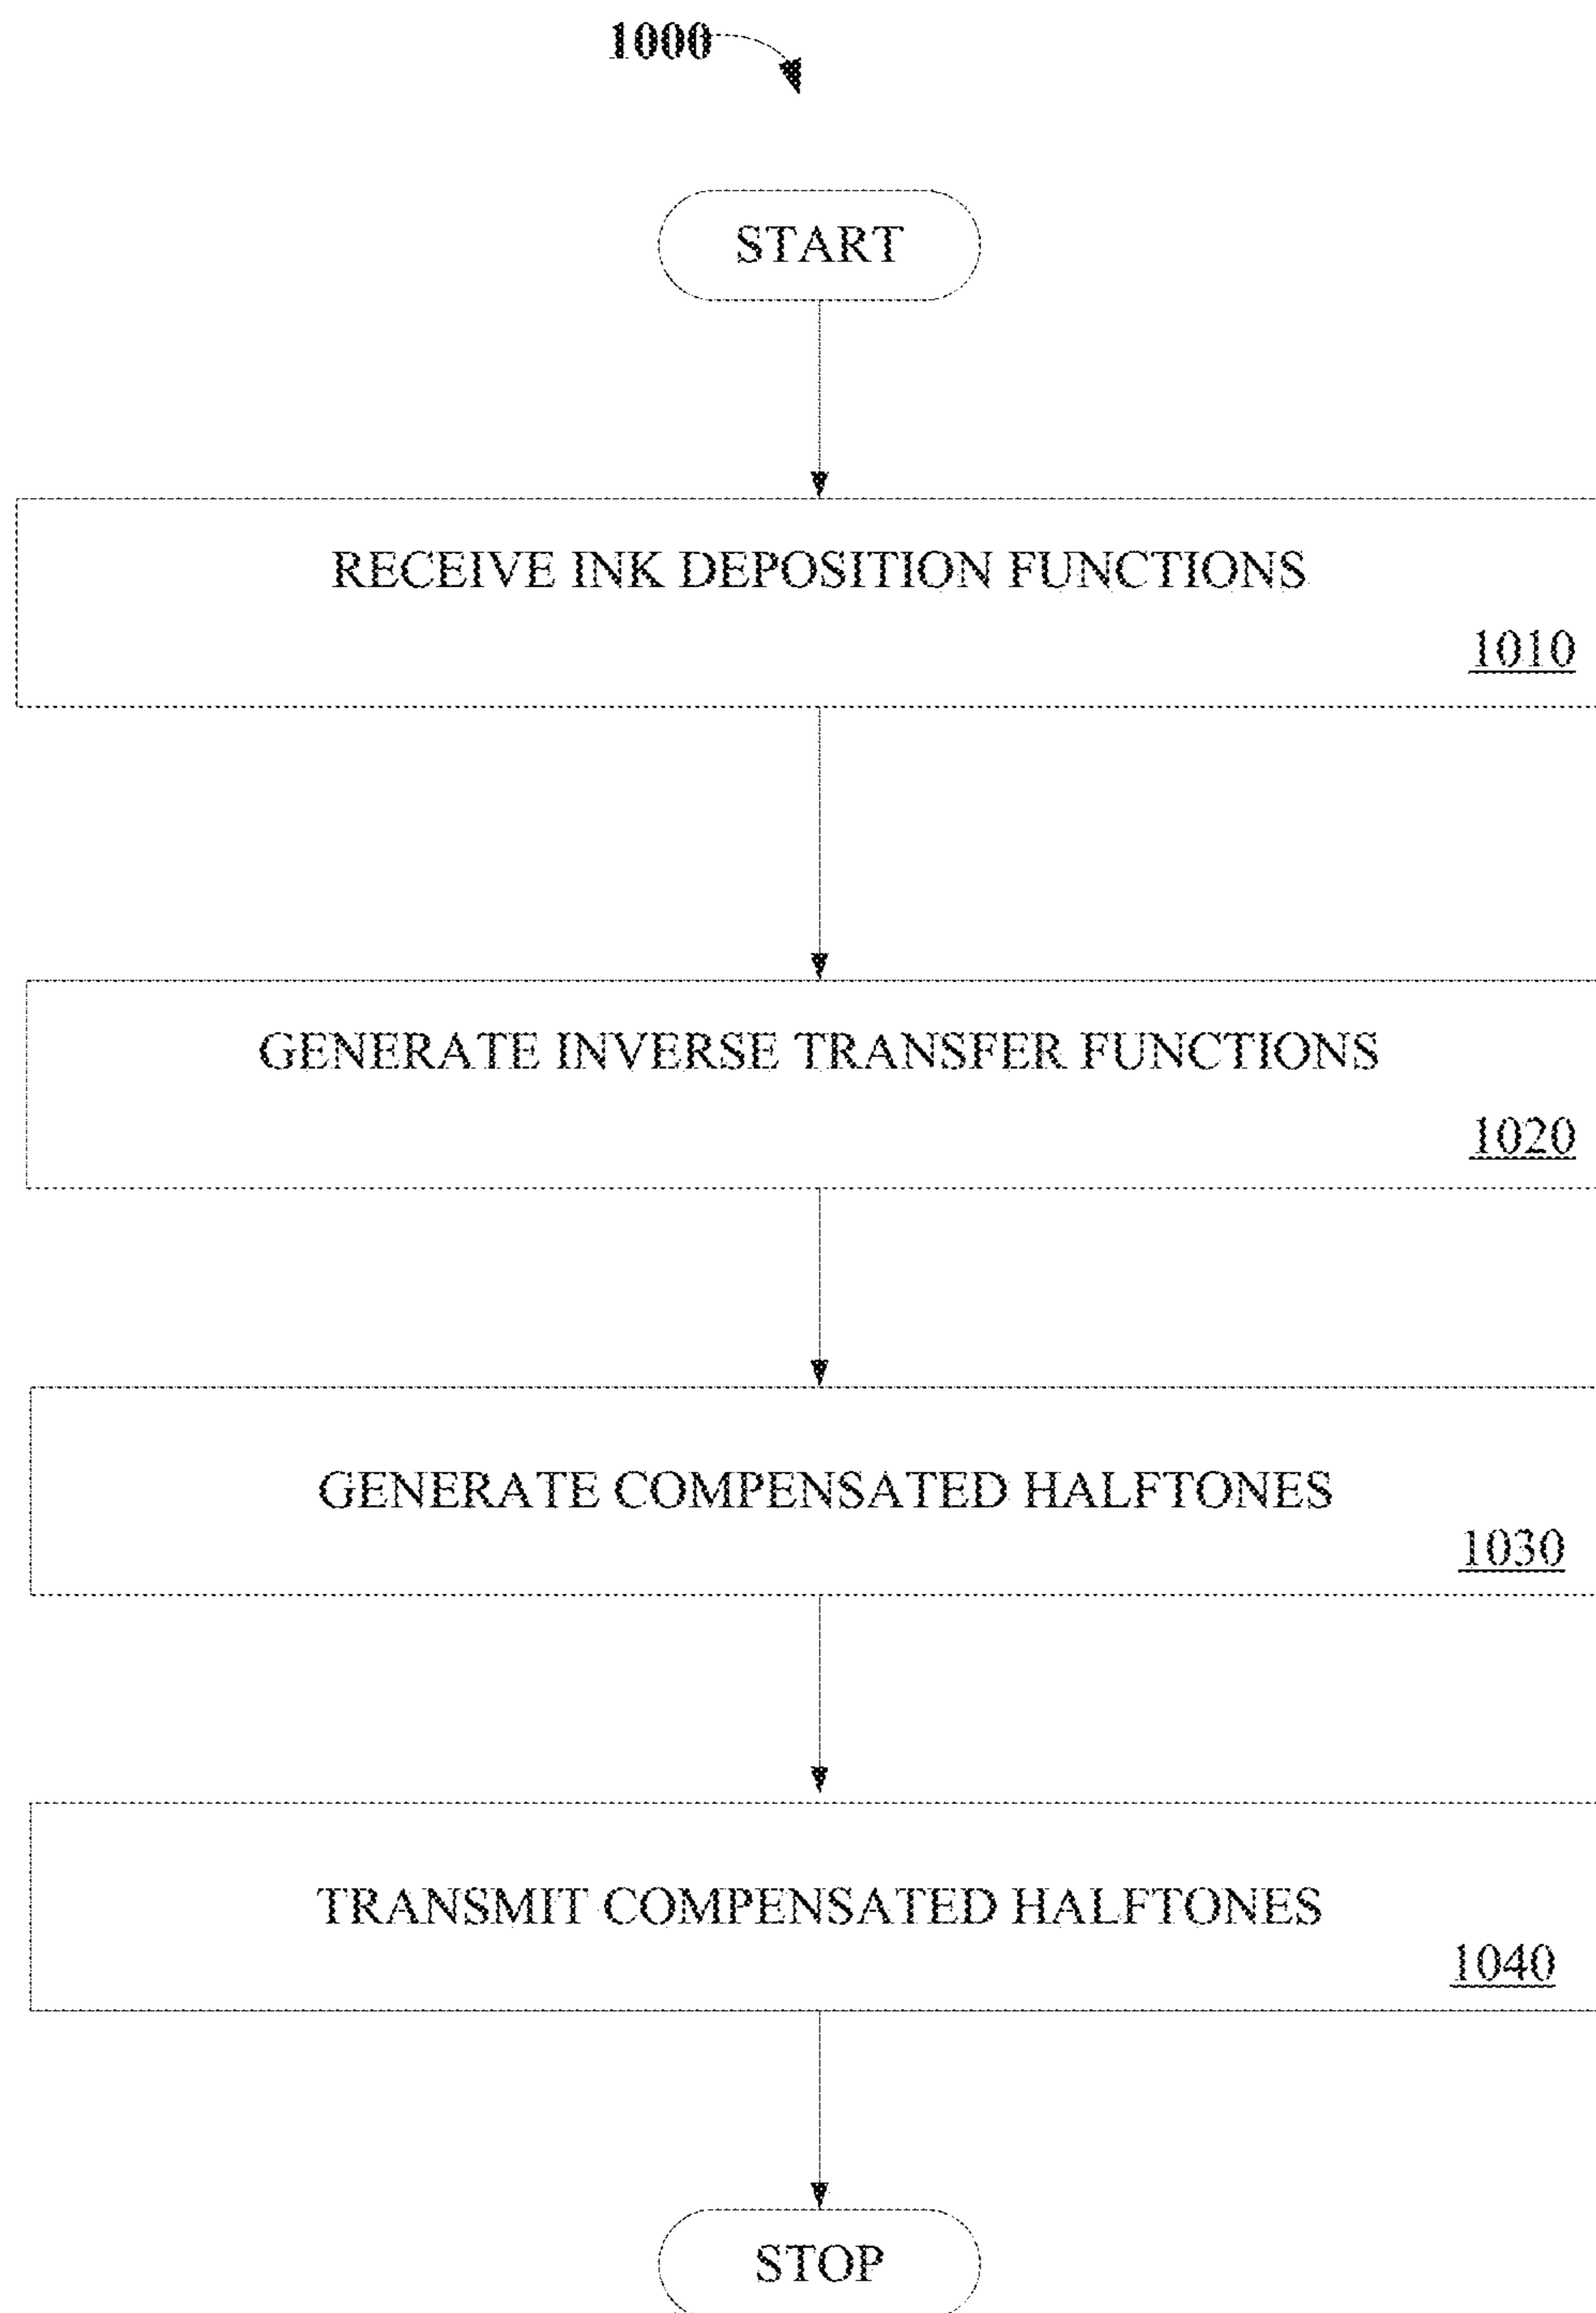 1000
START
RECEIVE INK DEPOSITION FUNCTIONS
1010
GENERATE INVERSE TRANSFER FUNCTIONS
1020
GENERATE COMPENSATED HALFTONES
1030
TRANSMIT COMPENSATED HALFTONES
1040
STOP